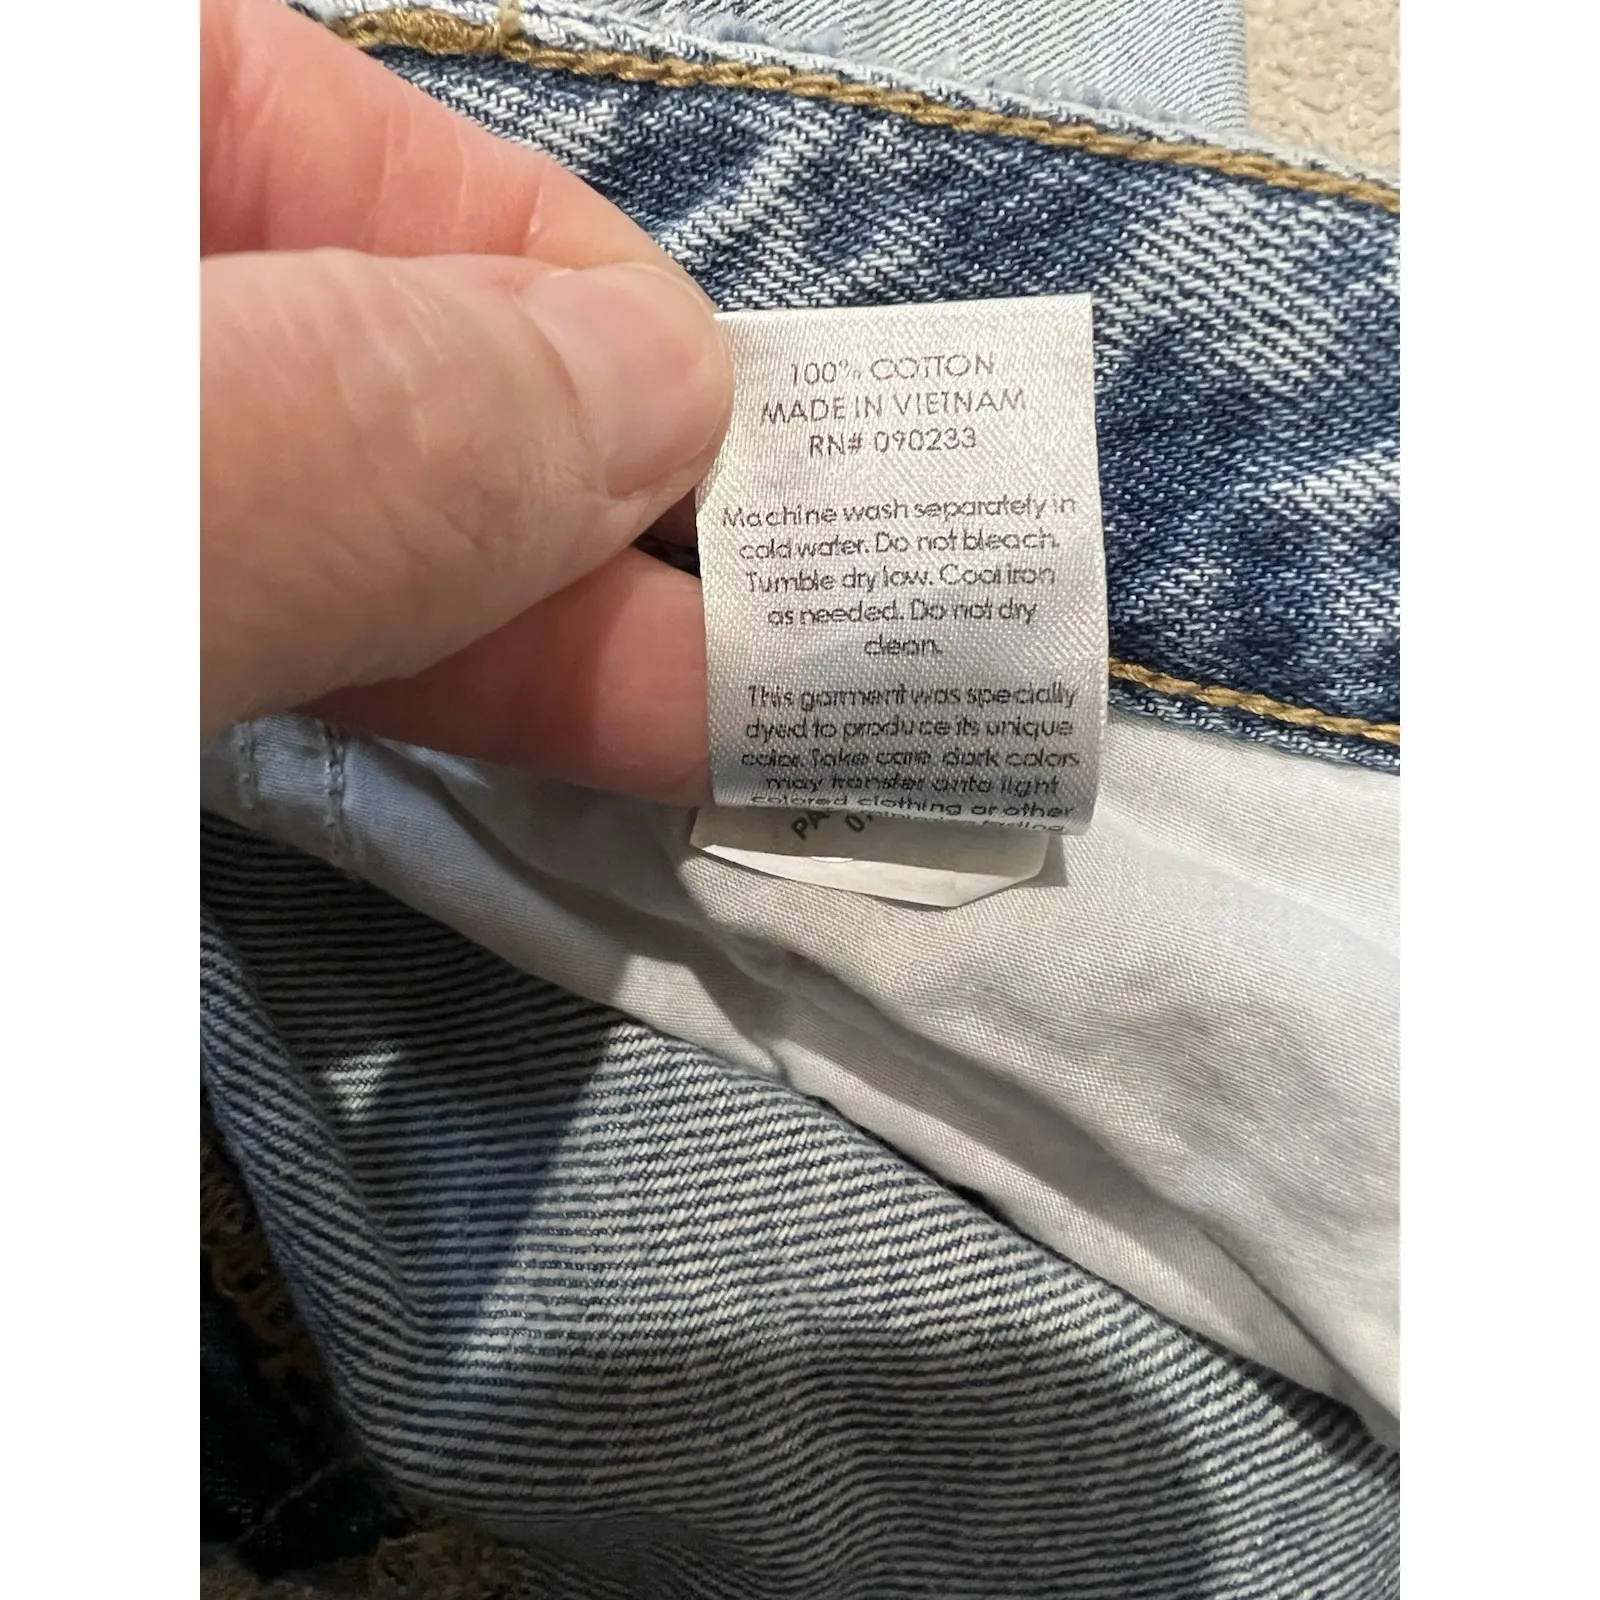 100% COTTON
MADE IN VIETNAM
RN# 090233
Machine wash separately in
cold water. Do not bleach.
Tumble dry low. Cool iron
as needed. Do not dry
clean.
This garment was specially
dyed to produce its unique
color. Take care dark colors
may transfer onto light
colored clothing or other
fading
PA